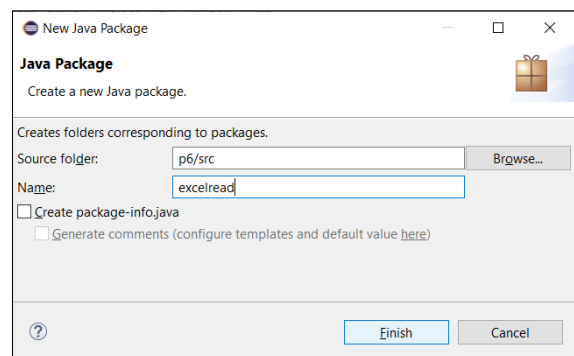 New Java Package
Java Package
Create a new Java package.
Creates folders corresponding to packages.
Source folder: p6/src Browse...
Name: excelread
Create package-info.java
Generate comments (configure templates and default value here)
? Finish Cancel